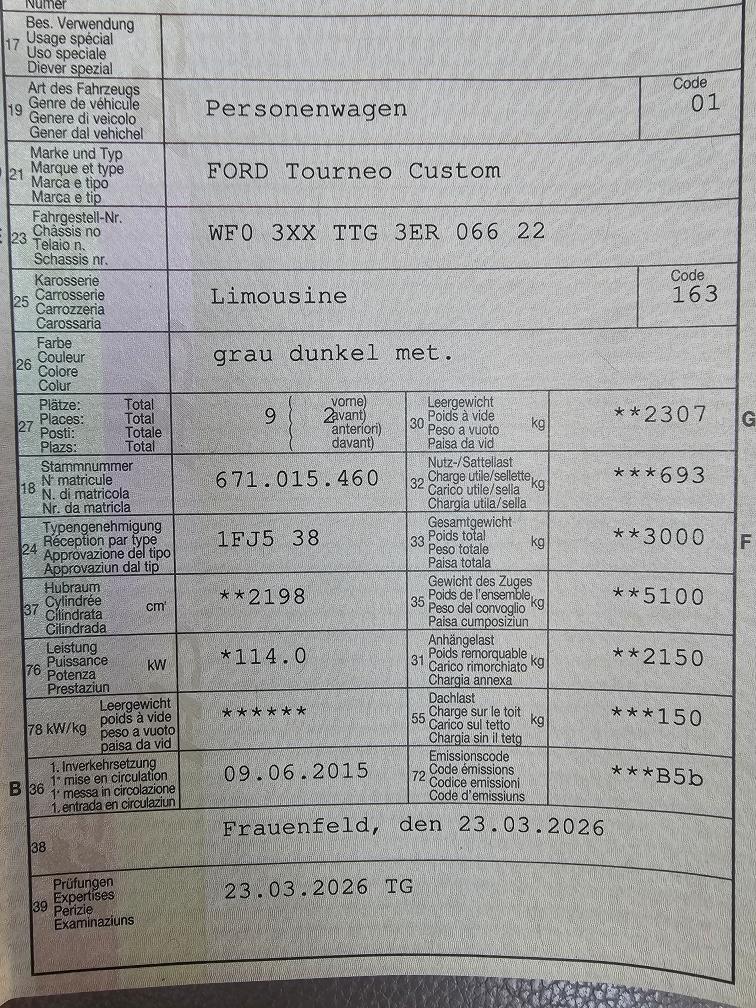 Numer
17
Bes. Verwendung
Usage spécial
Uso speciale
Diever spezial
19
Art des Fahrzeugs
Genre de véhicule
Genere di veicolo
Gener dal vehichel
Personenwagen
Code
01
21
Marke und Typ
Marque et type
Marca e tipo
Marca e tip
FORD Tourneo Custom
23
Fahrgestell-Nr.
Châssis no
Telaio n.
Schassis nr.
WF0 3XX TTG 3ER 066 22
25
Karosserie
Carrosserie
Carrozzeria
Carossaria
Limousine
Code
163
26
Farbe
Couleur
Colore
Colur
grau dunkel met.
27
Plätze: Total
Places: Total
Posti: Totale
Plazs: Total
9 ( 2
vorne)
avant)
anteriori)
davant)
30
Leergewicht
Poids à vide
Peso a vuoto
Paisa da vid
kg
**2307
G
18
Stammnummer
N° matricule
N. di matricola
Nr. da matricla
671.015.460
32
Nutz-/Sattellast
Charge utile/sellette
Carico utile/sella
Chargia utila/sella
kg
***693
24
Typengenehmigung
Réception par type
Approvazione del tipo
Approvaziun dal tip
1FJ5 38
33
Gesamtgewicht
Poids total
Peso totale
Paisa totala
kg
**3000
F
37
Hubraum
Cylindrée
Cilindrata
Cilindrada
cm³
**2198
35
Gewicht des Zuges
Poids de l'ensemble
Peso del convoglio
Paisa cumposiziun
kg
**5100
76
Leistung
Puissance
Potenza
Prestaziun
kW
*114.0
31
Anhängelast
Poids remorquable
Carico rimorchiato
Chargia annexa
kg
**2150
78 kW/kg
Leergewicht
poids à vide
peso a vuoto
paisa da vid
******
55
Dachlast
Charge sur le toit
Carico sul tetto
Chargia sin il tetg
kg
***150
B
36
1. Inverkehrsetzung
1ᵉ mise en circulation
1ᵃ messa in circolazione
1. entrada en circulaziun
09.06.2015
72
Emissionscode
Code émissions
Codice emissioni
Code d'emissiuns
***B5b
38
Frauenfeld, den 23.03.2026
39
Prüfungen
Expertises
Perizie
Examinaziuns
23.03.2026 TG